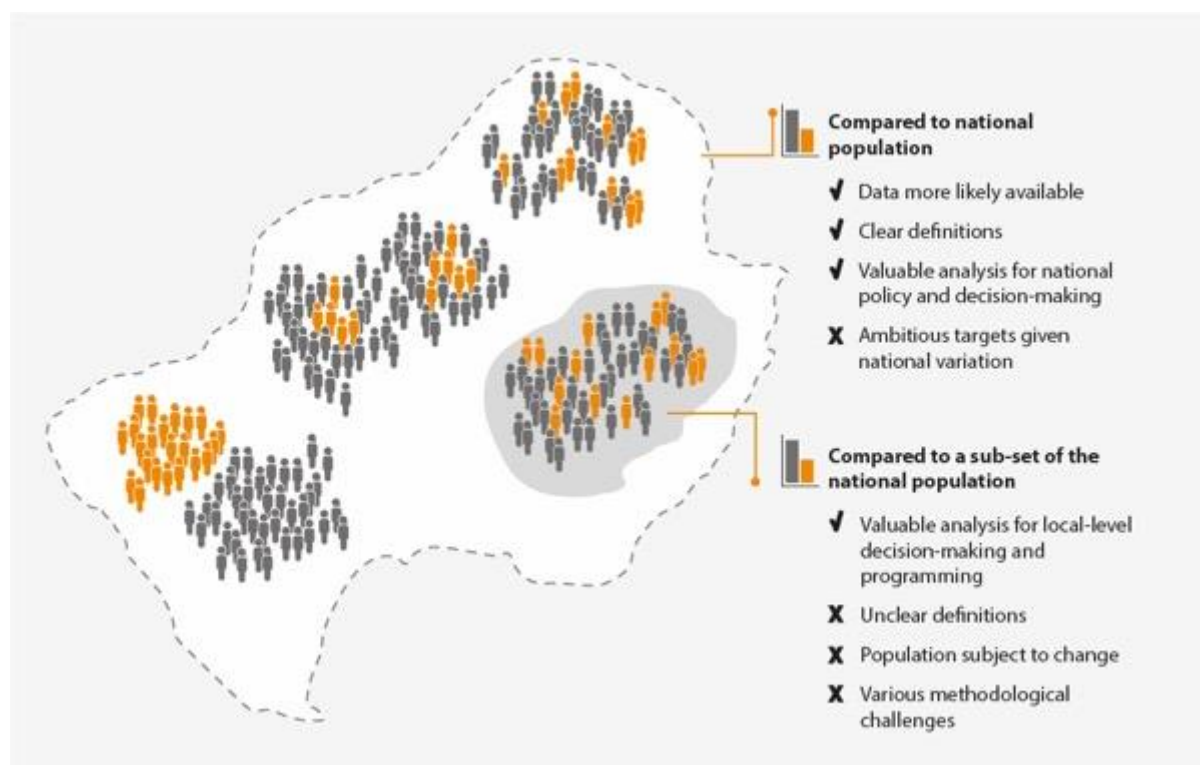 Compared to national
population
✓ Data more likely available
✓ Clear definitions
✓ Valuable analysis for national
policy and decision-making
X Ambitious targets given
national variation
Compared to a sub-set of the
national population
✓ Valuable analysis for local-level
decision-making and
programming
X Unclear definitions
X Population subject to change
X Various methodological
challenges